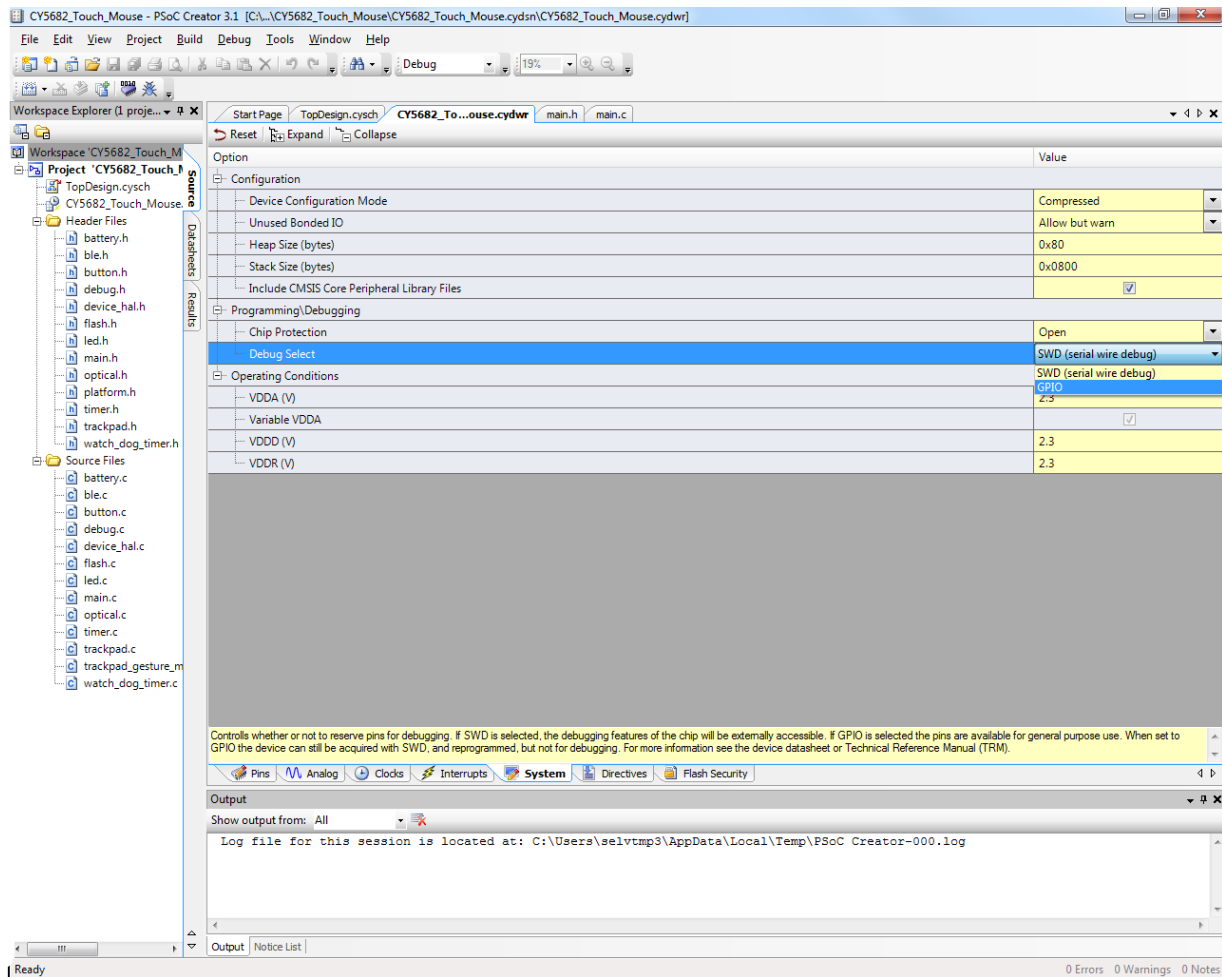 CY5682_Touch_Mouse - PSoC Creator 3.1 [C:\...\CY5682_Touch_Mouse\CY5682_Touch_Mouse.cydsn\CY5682_Touch_Mouse.cydwr]
File Edit View Project Build Debug Tools Window Help
Debug 19%
Workspace Explorer (1 proje...
Start Page TopDesign.cysch CY5682_To...ouse.cydwr main.h main.c
Reset Expand Collapse
Workspace 'CY5682_Touch_M
Project 'CY5682_Touch_M
TopDesign.cysch
CY5682_Touch_Mouse.
Header Files
battery.h
ble.h
button.h
debug.h
device_hal.h
flash.h
led.h
main.h
optical.h
platform.h
timer.h
trackpad.h
watch_dog_timer.h
Source Files
battery.c
ble.c
button.c
debug.c
device_hal.c
flash.c
led.c
main.c
optical.c
timer.c
trackpad.c
trackpad_gesture_m
watch_dog_timer.c
Source
Datasheets
Results
Option Value
Configuration
Device Configuration Mode Compressed
Unused Bonded IO Allow but warn
Heap Size (bytes) 0x80
Stack Size (bytes) 0x0800
Include CMSIS Core Peripheral Library Files
Programming\Debugging
Chip Protection Open
Debug Select SWD (serial wire debug)
SWD (serial wire debug)
GPIO
Operating Conditions
VDDA (V) 2.3
Variable VDDA
VDDD (V) 2.3
VDDR (V) 2.3
Controlls whether or not to reserve pins for debugging. If SWD is selected, the debugging features of the chip will be externally accessible. If GPIO is selected the pins are available for general purpose use. When set to
GPIO the device can still be acquired with SWD, and reprogrammed, but not for debugging. For more information see the device datasheet or Technical Reference Manual (TRM).
Pins Analog Clocks Interrupts System Directives Flash Security
Output
Show output from: All
Log file for this session is located at: C:\Users\selvtmp3\AppData\Local\Temp\PSoC Creator-000.log
Output Notice List
Ready 0 Errors 0 Warnings 0 Notes